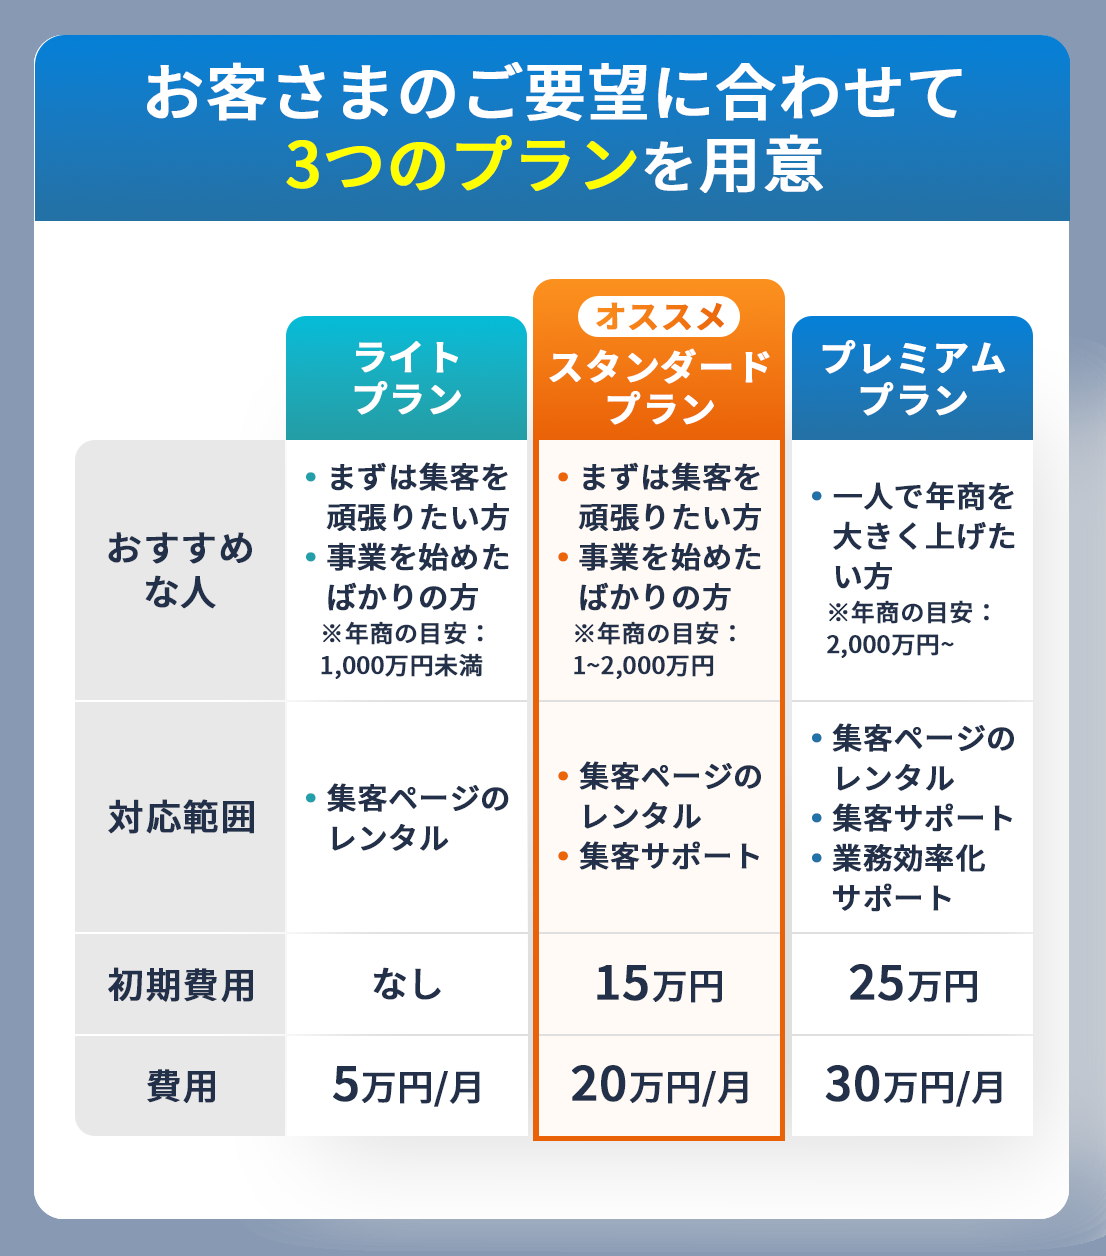 お客さまのご要望に合わせて
3つのプランを用意
ライト
プラン
オススメ
スタンダード
プラン
プレミアム
プラン
おすすめ
な人
• まずは集客を
頑張りたい方
• 事業を始めた
ばかりの方
※年商の目安：
1,000万円未満
• まずは集客を
頑張りたい方
• 事業を始めた
ばかりの方
※年商の目安：
1~2,000万円
• 一人で年商を
大きく上げた
い方
※年商の目安：
2,000万円~
対応範囲
• 集客ページの
レンタル
• 集客ページの
レンタル
• 集客サポート
• 集客ページの
レンタル
• 集客サポート
• 業務効率化
サポート
初期費用
なし
15万円
25万円
費用
5万円/月
20万円/月
30万円/月